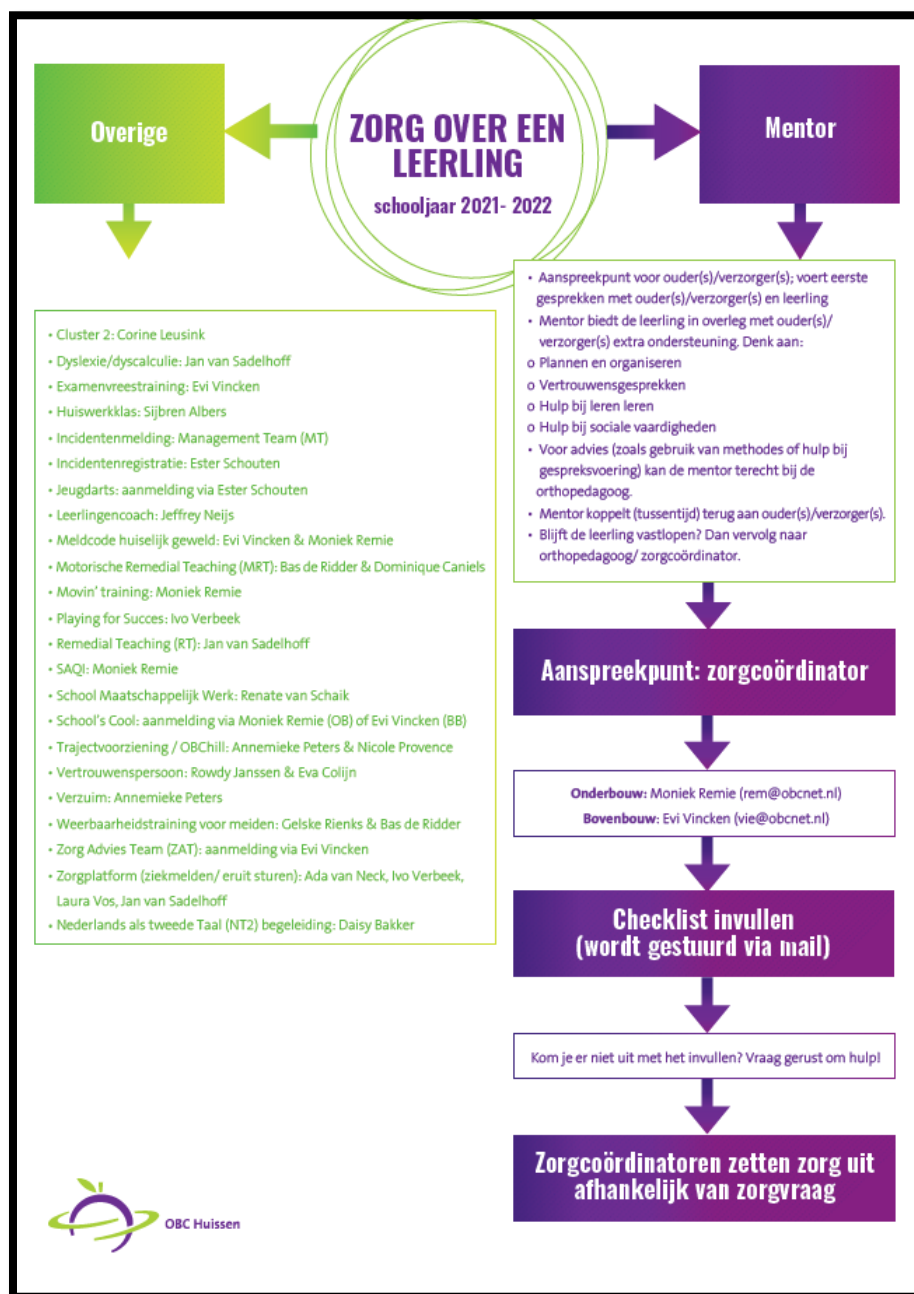 ZORG OVER EEN
LEERLING
schooljaar 2021- 2022
Overige
• Cluster 2: Corine Leusink
• Dyslexie/dyscalculie: Jan van Sadelhoff
• Examenvreestraining: Evi Vincken
• Huiswerkklas: Sijbren Albers
• Incidentenmelding: Management Team (MT)
• Incidentenregistratie: Ester Schouten
• Jeugdarts: aanmelding via Ester Schouten
• Leerlingencoach: Jeffrey Neijs
• Meldcode huiselijk geweld: Evi Vincken & Moniek Remie
• Motorische Remedial Teaching (MRT): Bas de Ridder & Dominique Caniels
• Movin' training: Moniek Remie
• Playing for Succes: Ivo Verbeek
• Remedial Teaching (RT): Jan van Sadelhoff
• SAQI: Moniek Remie
• School Maatschappelijk Werk: Renate van Schaik
• School's Cool: aanmelding via Moniek Remie (OB) of Evi Vincken (BB)
• Trajectvoorziening / OBChill: Annemieke Peters & Nicole Provence
• Vertrouwenspersoon: Rowdy Janssen & Eva Colijn
• Verzuim: Annemieke Peters
• Weerbaarheidstraining voor meiden: Gelske Rienks & Bas de Ridder
• Zorg Advies Team (ZAT): aanmelding via Evi Vincken
• Zorgplatform (ziekmelden/ eruit sturen): Ada van Neck, Ivo Verbeek,
Laura Vos, Jan van Sadelhoff
• Nederlands als tweede Taal (NT2) begeleiding: Daisy Bakker
Mentor
• Aanspreekpunt voor ouder(s)/verzorger(s); voert eerste
gesprekken met ouder(s)/verzorger(s) en leerling
• Mentor biedt de leerling in overleg met ouder(s)/
verzorger(s) extra ondersteuning. Denk aan:
o Plannen en organiseren
o Vertrouwensgesprekken
o Hulp bij leren leren
o Hulp bij sociale vaardigheden
• Voor advies (zoals gebruik van methodes of hulp bij
gespreksvoering) kan de mentor terecht bij de
orthopedagoog.
• Mentor koppelt (tussentijd) terug aan ouder(s)/verzorger(s).
• Blijft de leerling vastlopen? Dan vervolg naar
orthopedagoog/ zorgcoördinator.
Aanspreekpunt: zorgcoördinator
Onderbouw: Moniek Remie (rem@obcnet.nl)
Bovenbouw: Evi Vincken (vie@obcnet.nl)
Checklist invullen
(wordt gestuurd via mail)
Kom je er niet uit met het invullen? Vraag gerust om hulp!
Zorgcoördinatoren zetten zorg uit
afhankelijk van zorgvraag
OBC Huissen